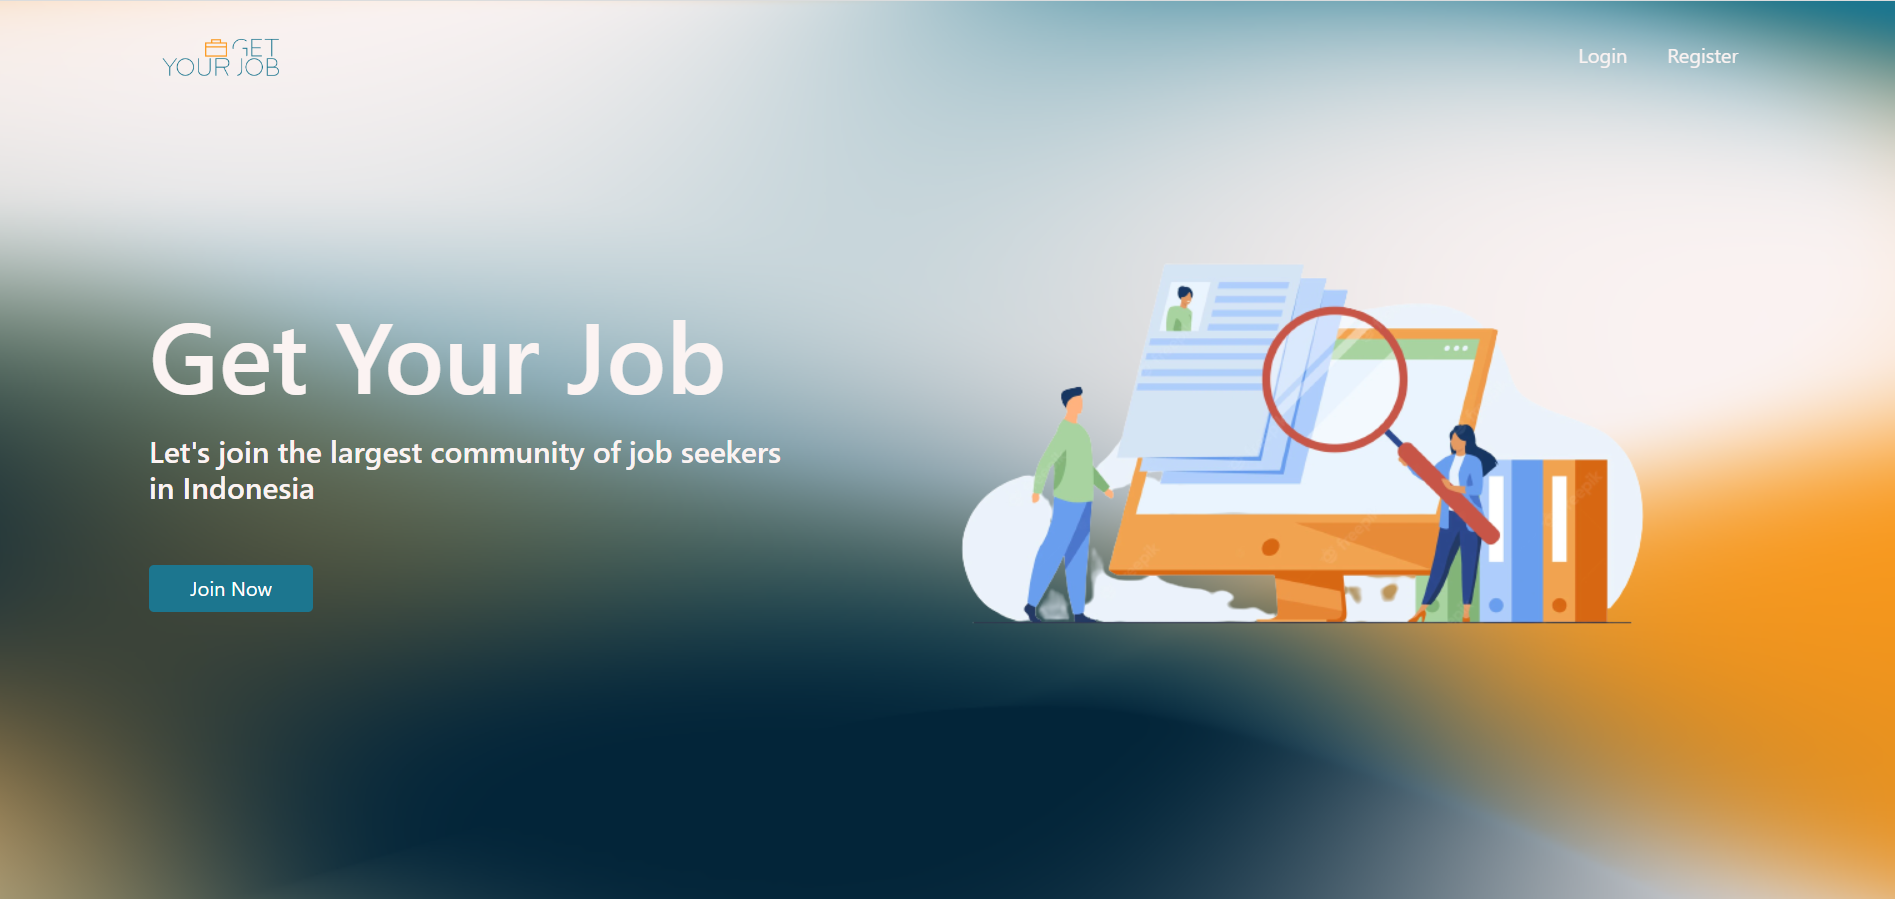 GET
YOUR JOB
Login
Register
Get Your Job
Let's join the largest community of job seekers
in Indonesia
Join Now
freepik